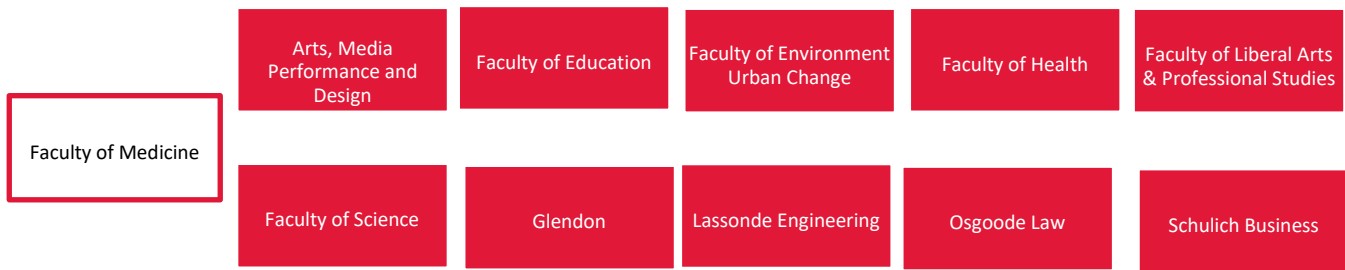 Arts, Media
Performance and
Design
Faculty of Education
Faculty of Environment
Urban Change
Faculty of Health
Faculty of Liberal Arts
& Professional Studies
Faculty of Medicine
Faculty of Science
Glendon
Lassonde Engineering
Osgoode Law
Schulich Business